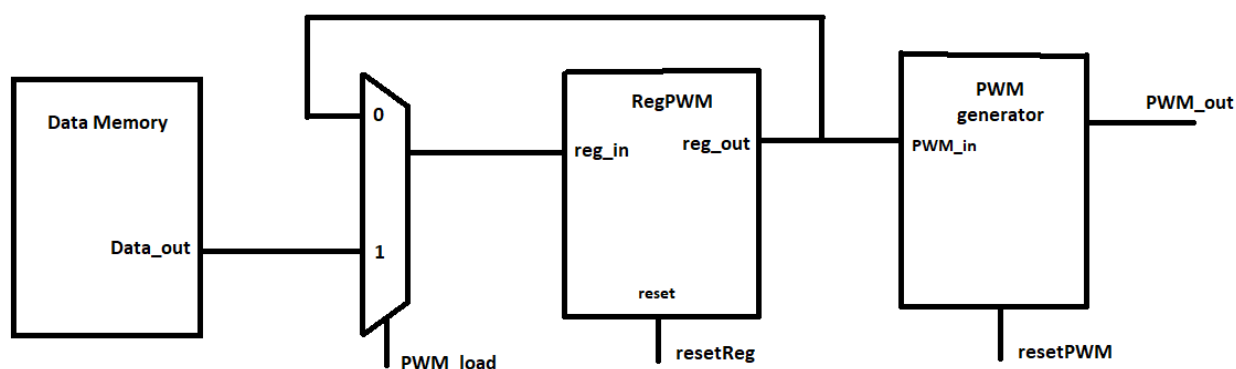 Data Memory
Data_out
0
1
PWM_load
RegPWM
reg_in
reg_out
reset
resetReg
PWM
generator
PWM_in
PWM_out
resetPWM